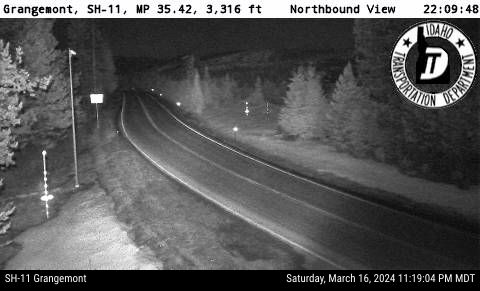 Grangemont, SH-11, MP 35.42, 3,316 ft Northbound View 22:09:48
IDAHO
TRANSPORTATION DEPARTMENT
SH-11 Grangemont Saturday, March 16, 2024 11:19:04 PM MDT